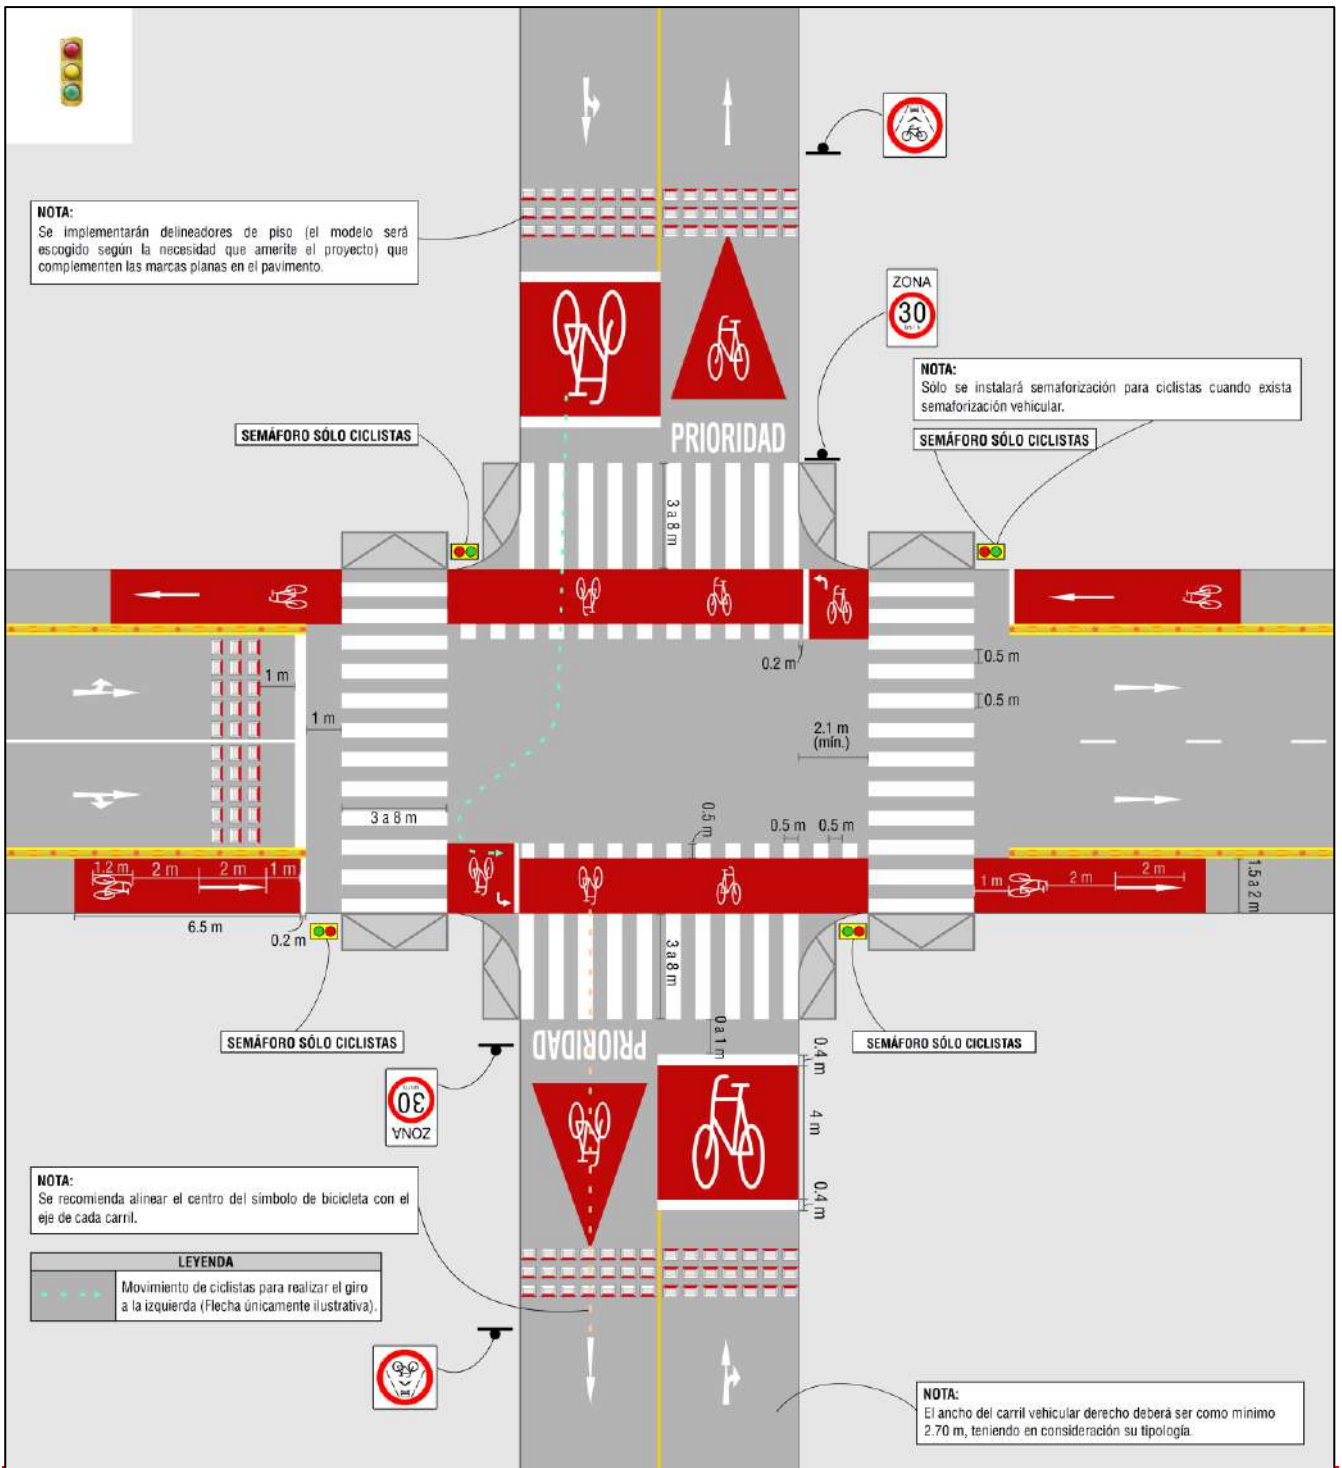 NOTA:
Se implementarán delineadores de piso (el modelo será
escogido según la necesidad que amerite el proyecto) que
complementen las marcas planas en el pavimento.
ZONA
30
km/h
NOTA:
Sólo se instalará semaforización para ciclistas cuando exista
semaforización vehicular.
SEMÁFORO SÓLO CICLISTAS
SEMÁFORO SÓLO CICLISTAS
PRIORIDAD
3 a 8 m
0.2 m
0.5 m
0.5 m
1 m
1 m
2.1 m
(mín.)
3 a 8 m
0.5 m
0.5 m
0.5 m
1.2 m
2 m
2 m
1 m
1 m
2 m
2 m
1.5 a 2 m
6.5 m
0.2 m
3 a 8 m
SEMÁFORO SÓLO CICLISTAS
SEMÁFORO SÓLO CICLISTAS
PRIORIDAD
0 a 1 m
0.4 m
4 m
0.4 m
30
ZONA
NOTA:
Se recomienda alinear el centro del símbolo de bicicleta con el
eje de cada carril.
LEYENDA
Movimiento de ciclistas para realizar el giro
a la izquierda (Flecha únicamente ilustrativa).
NOTA:
El ancho del carril vehicular derecho deberá ser como mínimo
2.70 m, teniendo en consideración su tipología.